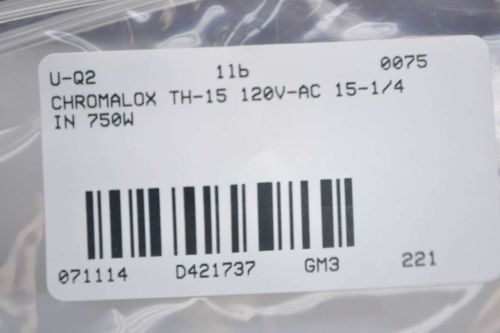 U-Q2 1lb 0075
CHROMALOX TH-15 120V-AC 15-1/4
IN 750W
071114 D421737 GM3 221